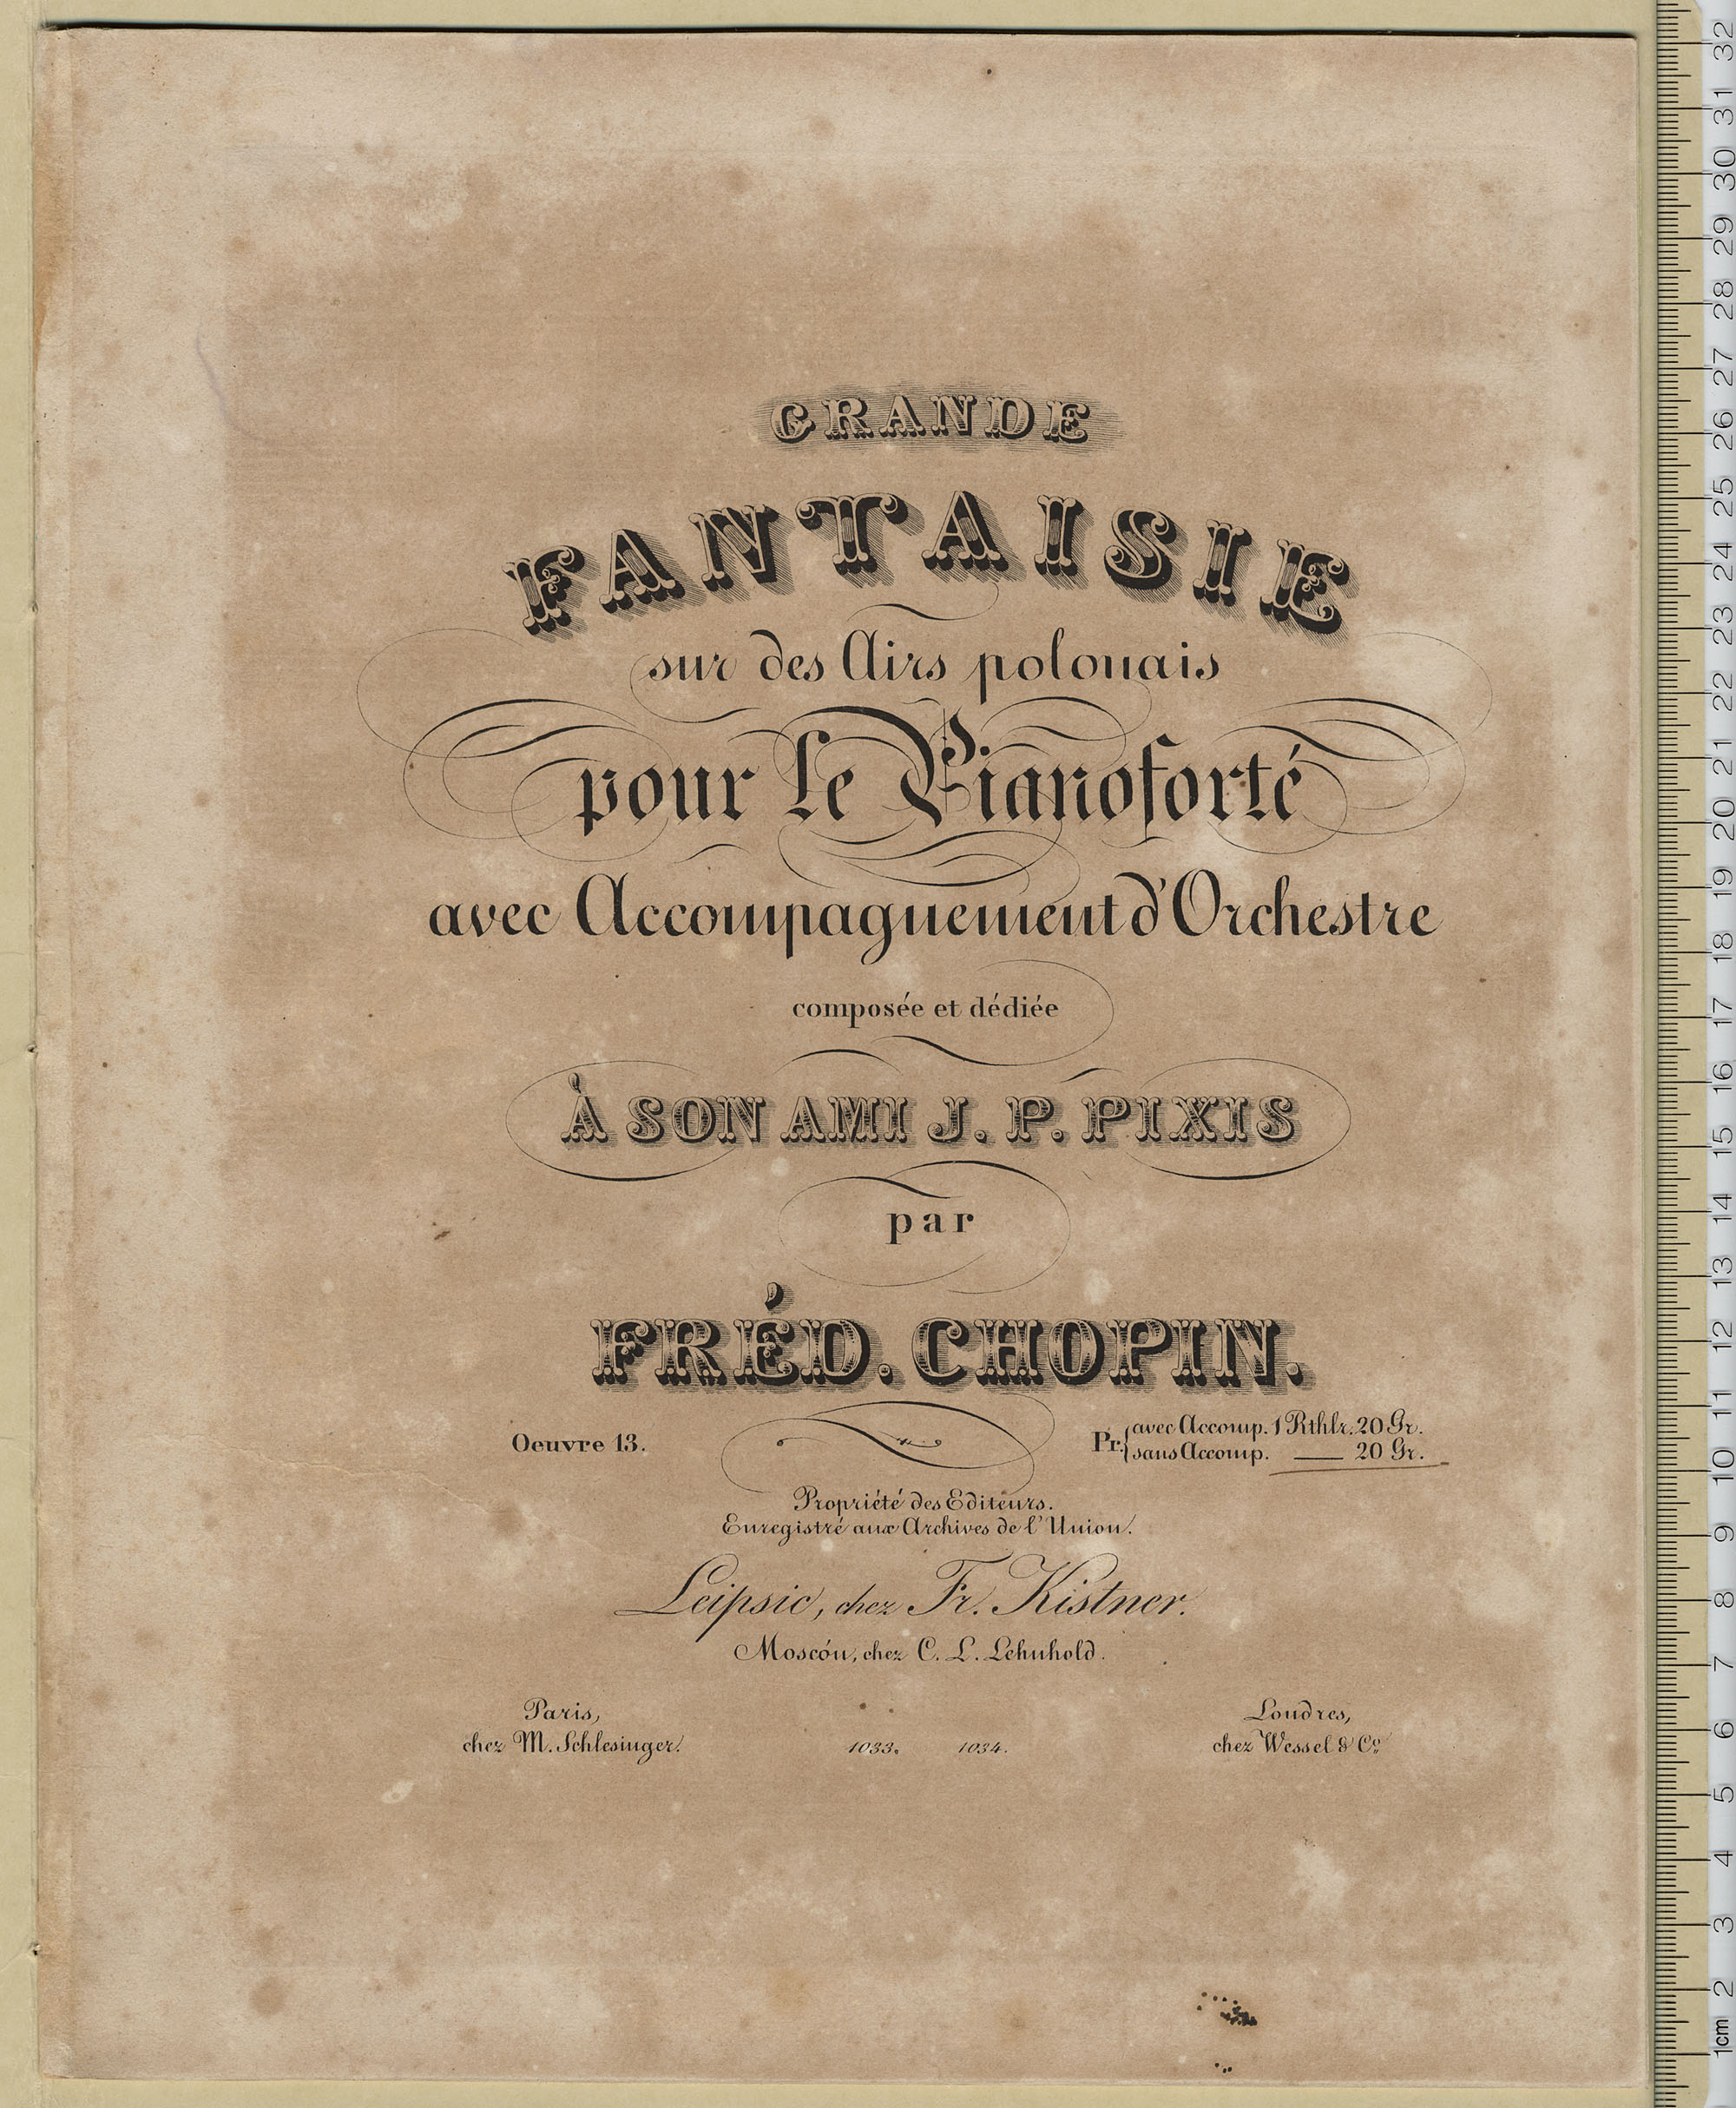 GRANDE
FANTAISIE
sur des Airs polonais
pour le Pianoforté
avec Accompagnement d'Orchestre
composée et dédiée
À SON AMI J. P. PIXIS
par
FRÉD. CHOPIN.
Oeuvre 13.
Pr. avec Accomp. 1 Rthlr. 20 Gr.
sans Accomp. — 20 Gr.
Propriété des Editeurs.
Enregistré aux Archives de l'Union.
Leipsic, chez Fr. Kistner.
Moscóu, chez C. L. Lehnhold.
Paris,
chez M. Schlesinger.
1033. 1034.
Londres,
chez Wessel & Co.
32
31
30
29
28
27
26
25
24
23
22
21
20
19
18
17
16
15
14
13
12
11
10
9
8
7
6
5
4
3
2
1cm